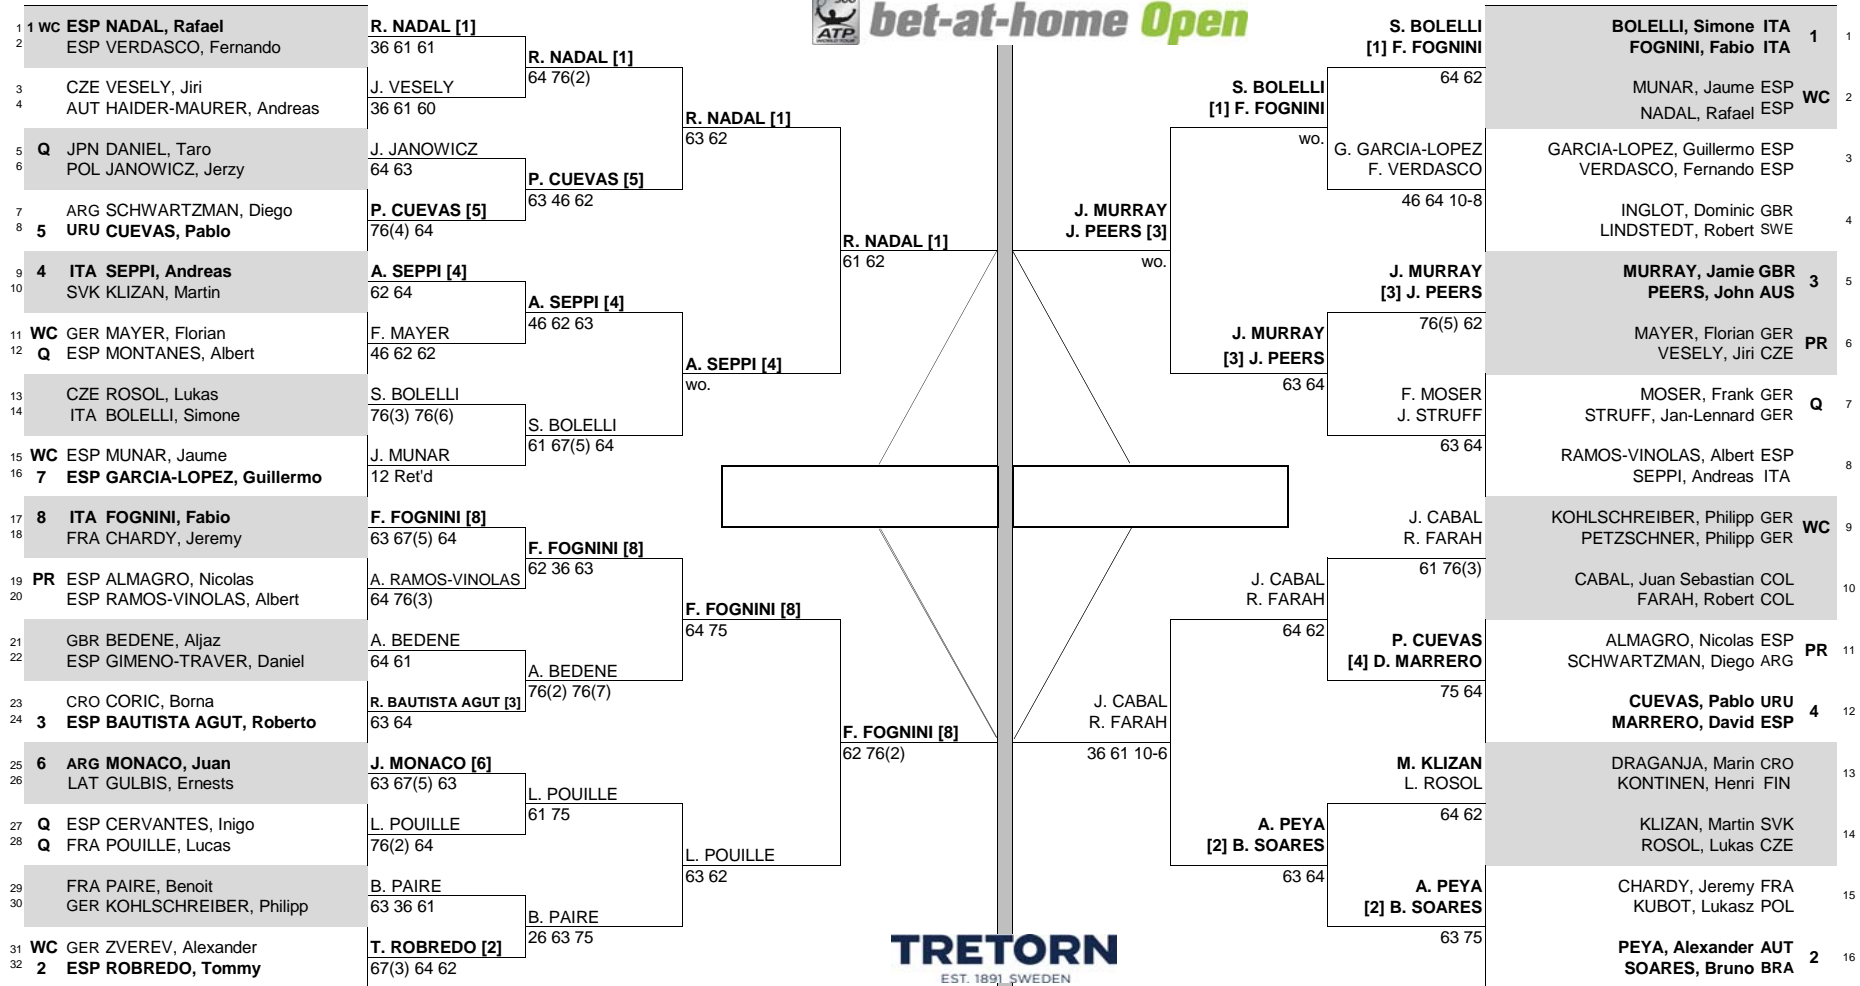 500
ATP
WORLD TOUR
bet-at-home Open
1 1 WC ESP NADAL, Rafael
2 ESP VERDASCO, Fernando
3 CZE VESELY, Jiri
4 AUT HAIDER-MAURER, Andreas
5 Q JPN DANIEL, Taro
6 POL JANOWICZ, Jerzy
7 ARG SCHWARTZMAN, Diego
8 5 URU CUEVAS, Pablo
9 4 ITA SEPPI, Andreas
10 SVK KLIZAN, Martin
11 WC GER MAYER, Florian
12 Q ESP MONTANES, Albert
13 CZE ROSOL, Lukas
14 ITA BOLELLI, Simone
15 WC ESP MUNAR, Jaume
16 7 ESP GARCIA-LOPEZ, Guillermo
17 8 ITA FOGNINI, Fabio
18 FRA CHARDY, Jeremy
19 PR ESP ALMAGRO, Nicolas
20 ESP RAMOS-VINOLAS, Albert
21 GBR BEDENE, Aljaz
22 ESP GIMENO-TRAVER, Daniel
23 CRO CORIC, Borna
24 3 ESP BAUTISTA AGUT, Roberto
25 6 ARG MONACO, Juan
26 LAT GULBIS, Ernests
27 Q ESP CERVANTES, Inigo
28 Q FRA POUILLE, Lucas
29 FRA PAIRE, Benoit
30 GER KOHLSCHREIBER, Philipp
31 WC GER ZVEREV, Alexander
32 2 ESP ROBREDO, Tommy
R. NADAL [1]
36 61 61
J. VESELY
36 61 60
J. JANOWICZ
64 63
P. CUEVAS [5]
76(4) 64
A. SEPPI [4]
62 64
F. MAYER
46 62 62
S. BOLELLI
76(3) 76(6)
J. MUNAR
12 Ret'd
F. FOGNINI [8]
63 67(5) 64
A. RAMOS-VINOLAS
64 76(3)
A. BEDENE
64 61
R. BAUTISTA AGUT [3]
63 64
J. MONACO [6]
63 67(5) 63
L. POUILLE
76(2) 64
B. PAIRE
63 36 61
T. ROBREDO [2]
67(3) 64 62
R. NADAL [1]
64 76(2)
P. CUEVAS [5]
63 46 62
A. SEPPI [4]
46 62 63
S. BOLELLI
61 67(5) 64
F. FOGNINI [8]
62 36 63
A. BEDENE
76(2) 76(7)
L. POUILLE
61 75
B. PAIRE
26 63 75
R. NADAL [1]
63 62
A. SEPPI [4]
wo.
F. FOGNINI [8]
64 75
L. POUILLE
63 62
R. NADAL [1]
61 62
F. FOGNINI [8]
62 76(2)
J. MURRAY
J. PEERS [3]
wo.
J. CABAL
R. FARAH
36 61 10-6
S. BOLELLI
[1] F. FOGNINI
wo.
J. MURRAY
[3] J. PEERS
63 64
J. CABAL
R. FARAH
64 62
A. PEYA
[2] B. SOARES
63 64
S. BOLELLI
[1] F. FOGNINI
64 62
G. GARCIA-LOPEZ
F. VERDASCO
46 64 10-8
J. MURRAY
[3] J. PEERS
76(5) 62
F. MOSER
J. STRUFF
63 64
J. CABAL
R. FARAH
61 76(3)
P. CUEVAS
[4] D. MARRERO
75 64
M. KLIZAN
L. ROSOL
64 62
A. PEYA
[2] B. SOARES
63 75
BOLELLI, Simone ITA 1 1
FOGNINI, Fabio ITA
MUNAR, Jaume ESP WC 2
NADAL, Rafael ESP
GARCIA-LOPEZ, Guillermo ESP 3
VERDASCO, Fernando ESP
INGLOT, Dominic GBR 4
LINDSTEDT, Robert SWE
MURRAY, Jamie GBR 3 5
PEERS, John AUS
MAYER, Florian GER PR 6
VESELY, Jiri CZE
MOSER, Frank GER Q 7
STRUFF, Jan-Lennard GER
RAMOS-VINOLAS, Albert ESP 8
SEPPI, Andreas ITA
KOHLSCHREIBER, Philipp GER WC 9
PETZSCHNER, Philipp GER
CABAL, Juan Sebastian COL 10
FARAH, Robert COL
ALMAGRO, Nicolas ESP PR 11
SCHWARTZMAN, Diego ARG
CUEVAS, Pablo URU 4 12
MARRERO, David ESP
DRAGANJA, Marin CRO 13
KONTINEN, Henri FIN
KLIZAN, Martin SVK 14
ROSOL, Lukas CZE
CHARDY, Jeremy FRA 15
KUBOT, Lukasz POL
PEYA, Alexander AUT 2 16
SOARES, Bruno BRA
TRETORN
EST. 1891 SWEDEN